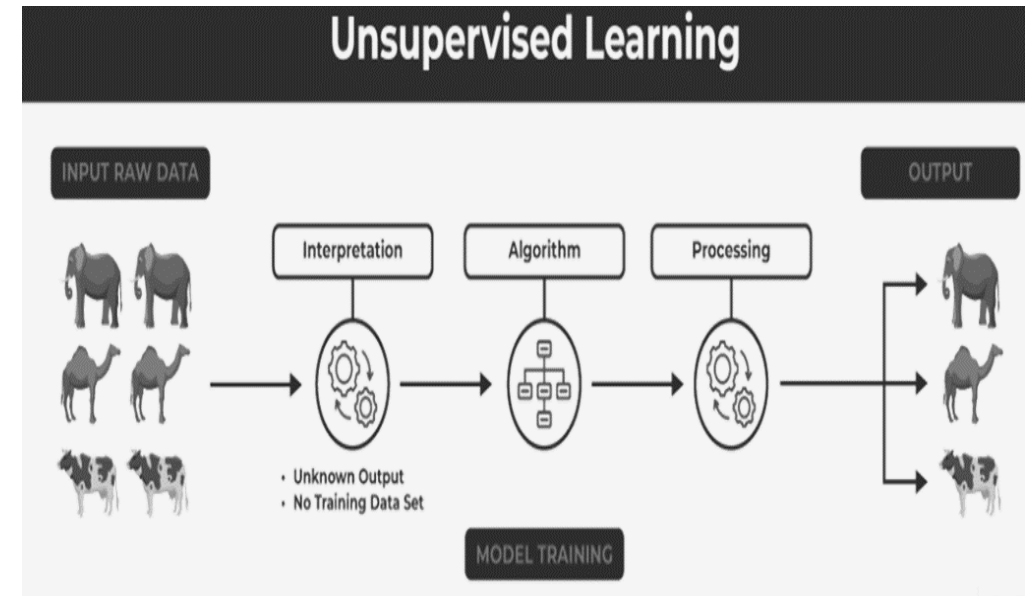 Unsupervised Learning
INPUT RAW DATA
OUTPUT
Interpretation
Algorithm
Processing
• Unknown Output
• No Training Data Set
MODEL TRAINING